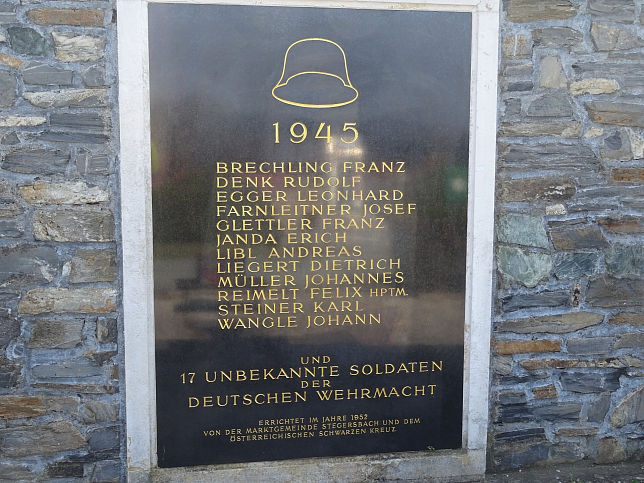 1945
BRECHLING FRANZ
DENK RUDOLF
EGGER LEONHARD
FARNLEITNER JOSEF
GLETTLER FRANZ
JANDA ERICH
LIBL ANDREAS
LIEGERT DIETRICH
MÜLLER JOHANNES
REIMELT FELIX HPTM.
STEINER KARL
WANGLE JOHANN
UND
17 UNBEKANNTE SOLDATEN
DER
DEUTSCHEN WEHRMACHT
ERRICHTET IM JAHRE 1952
VON DER MARKTGEMEINDE STEGERSBACH UND DEM
ÖSTERREICHISCHEN SCHWARZEN KREUZ.